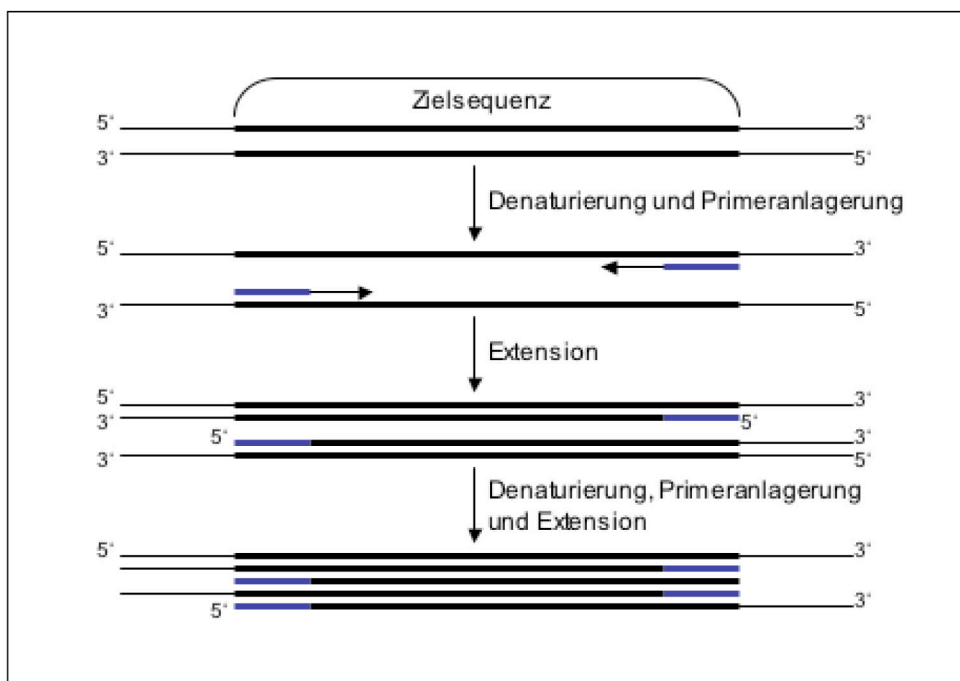 Zielsequenz
5‘ 3‘
3‘ 5‘
Denaturierung und Primeranlagerung
5‘ 3‘
3‘ 5‘
Extension
5‘ 3‘
3‘ 5‘
5‘ 3‘
3‘ 5‘
Denaturierung, Primeranlagerung
und Extension
5‘ 3‘
5‘ 3‘